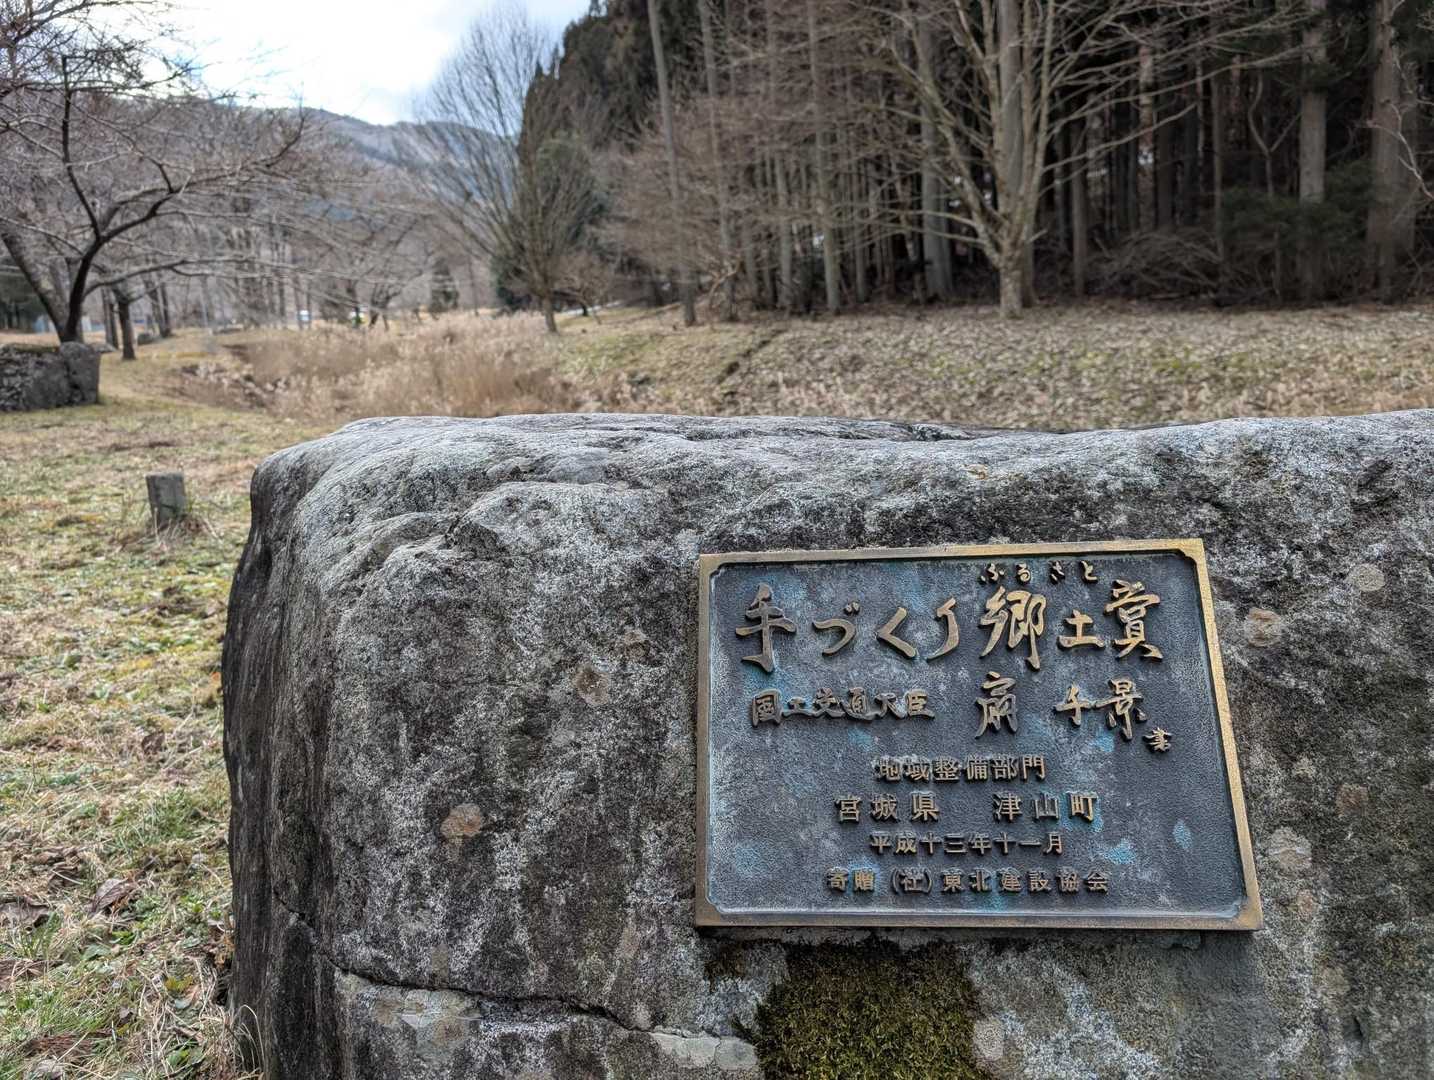 ふるさと
手づくり郷土賞
国土交通大臣 扇 千景 書
地域整備部門
宮城県 津山町
平成十三年十一月
寄贈 (社)東北建設協会